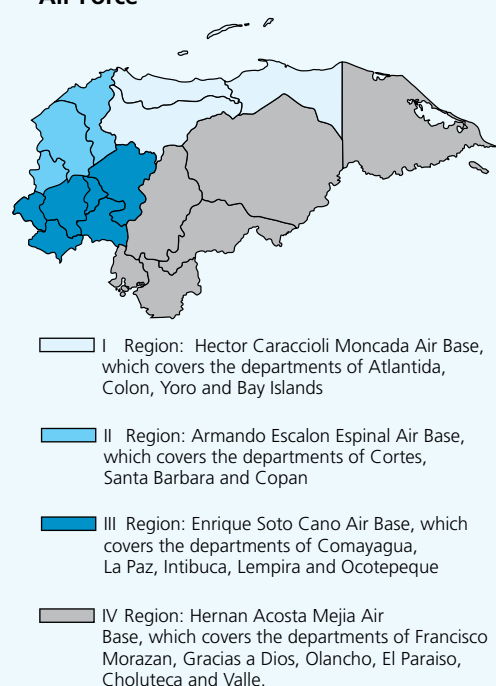 Air Force
I Region: Hector Caraccioli Moncada Air Base,
which covers the departments of Atlantida,
Colon, Yoro and Bay Islands
II Region: Armando Escalon Espinal Air Base,
which covers the departments of Cortes,
Santa Barbara and Copan
III Region: Enrique Soto Cano Air Base, which
covers the departments of Comayagua,
La Paz, Intibuca, Lempira and Ocotepeque
IV Region: Hernan Acosta Mejia Air
Base, which covers the departments of Francisco
Morazan, Gracias a Dios, Olancho, El Paraiso,
Choluteca and Valle.